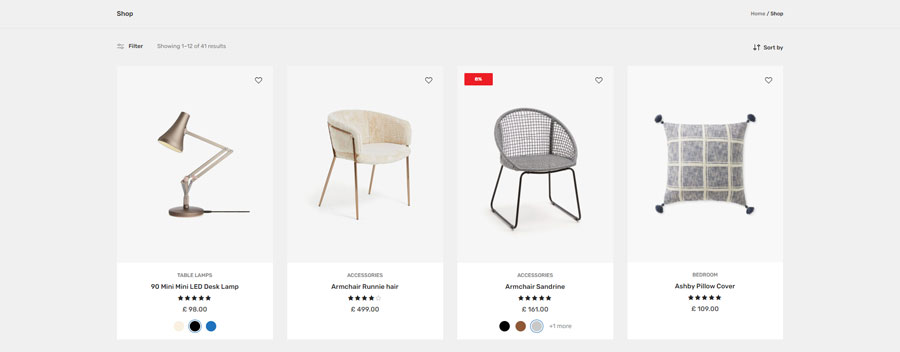 Shop
Home / Shop
Filter
Showing 1–12 of 41 results
Sort by
TABLE LAMPS
90 Mini Mini LED Desk Lamp
£ 98.00
ACCESSORIES
Armchair Runnie hair
£ 499.00
ACCESSORIES
Armchair Sandrine
£ 161.00
+1 more
BEDROOM
Ashby Pillow Cover
£ 109.00